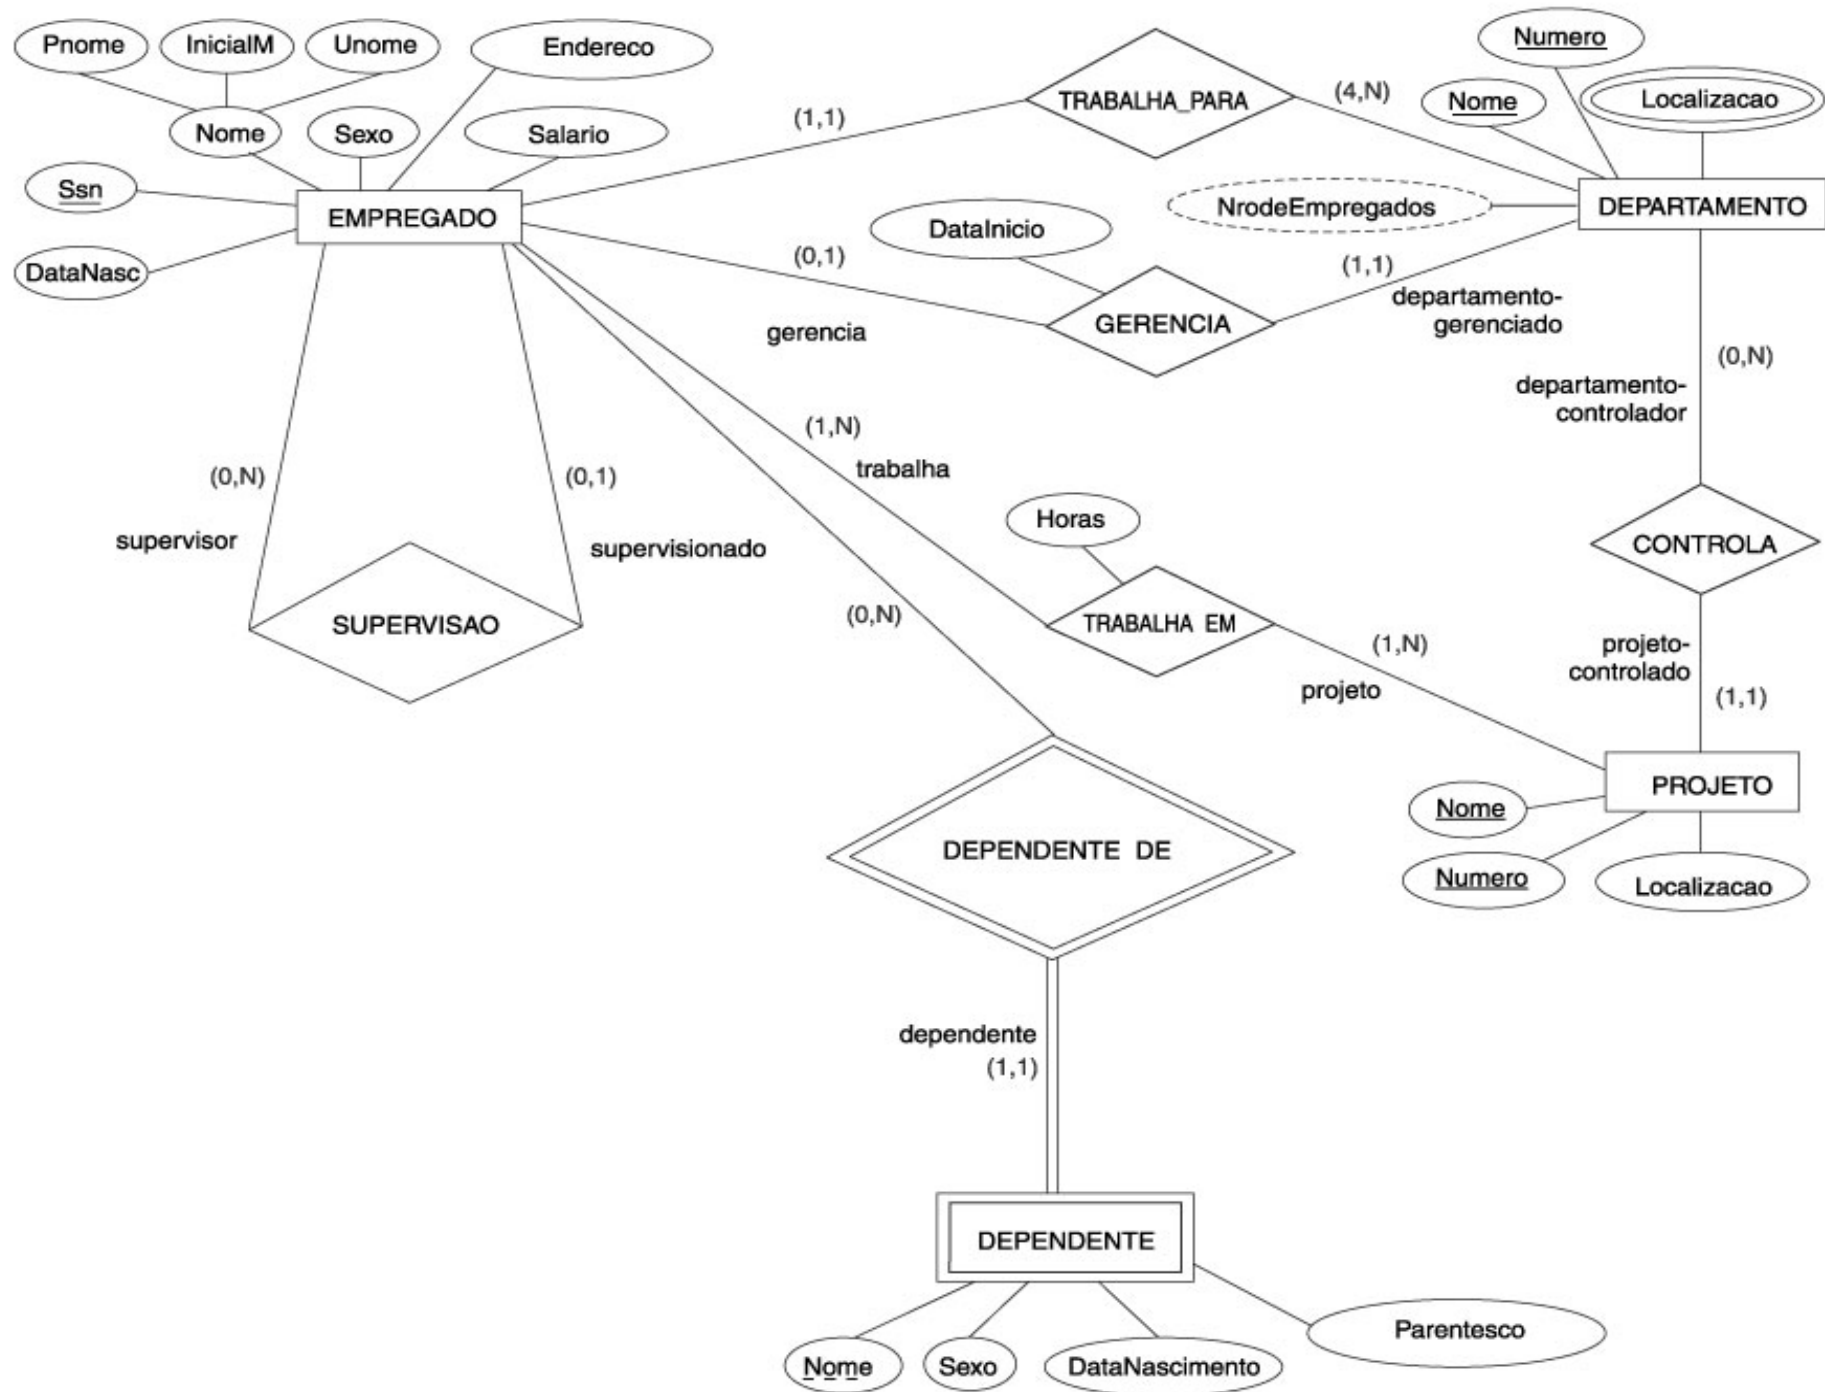 Pnome
InicialM
Unome
Endereco
Numero
TRABALHA_PARA
(4,N)
Nome
Localizacao
(1,1)
Nome
Sexo
Salario
Ssn
EMPREGADO
NrodeEmpregados
DEPARTAMENTO
DataInicio
DataNasc
(0,1)
(1,1)
gerencia
GERENCIA
departamento-
gerenciado
(0,N)
departamento-
controlador
(1,N)
trabalha
(0,N)
(0,1)
supervisor
supervisionado
Horas
CONTROLA
SUPERVISAO
(0,N)
TRABALHA EM
(1,N)
projeto
projeto-
controlado
(1,1)
PROJETO
Nome
Numero
Localizacao
DEPENDENTE DE
dependente
(1,1)
DEPENDENTE
Nome
Sexo
DataNascimento
Parentesco